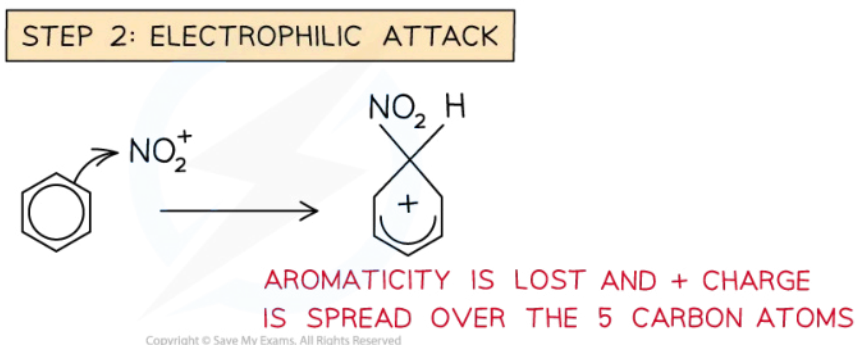 STEP 2: ELECTROPHILIC ATTACK
NO₂⁺
NO₂ H
+
AROMATICITY IS LOST AND + CHARGE
IS SPREAD OVER THE 5 CARBON ATOMS
Copyright © Save My Exams. All Rights Reserved